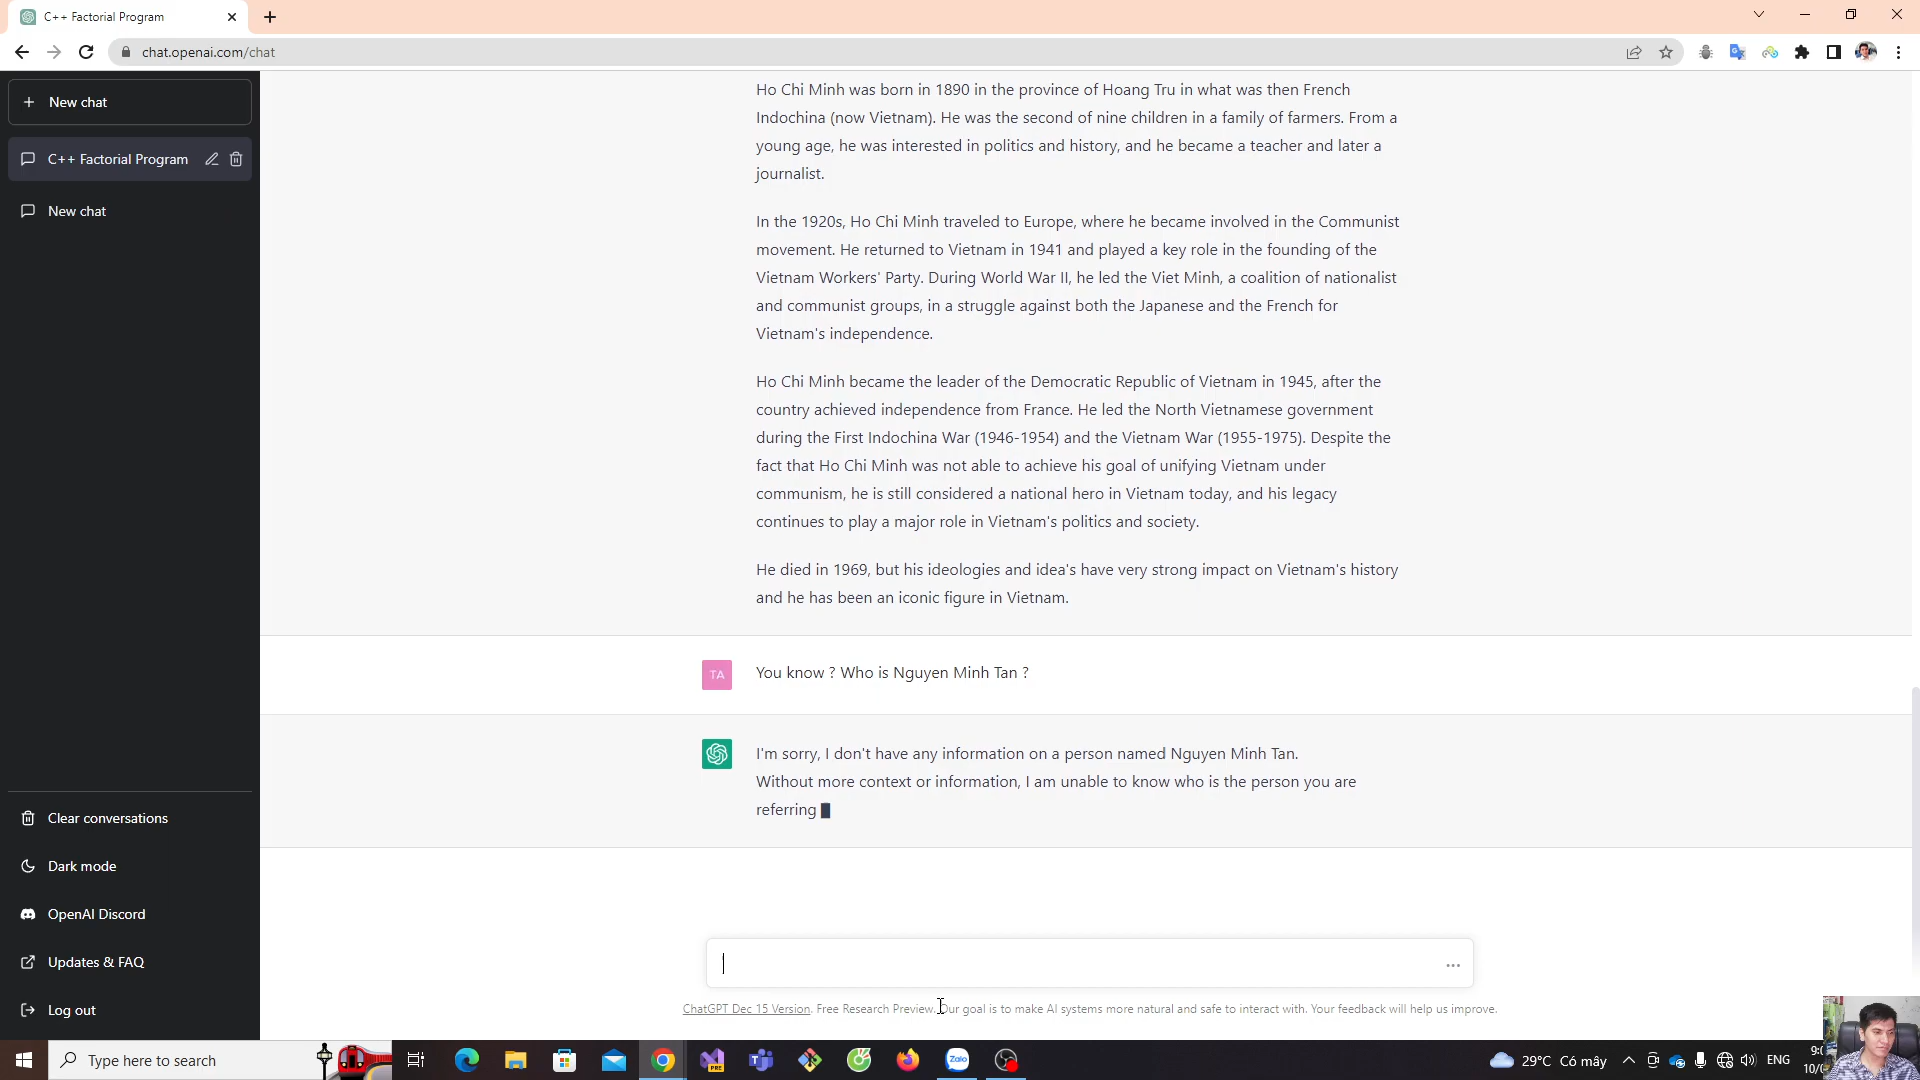 C++ Factorial Program
chat.openai.com/chat
New chat
C++ Factorial Program
New chat
Clear conversations
Dark mode
OpenAI Discord
Updates & FAQ
Log out
Ho Chi Minh was born in 1890 in the province of Hoang Tru in what was then French
Indochina (now Vietnam). He was the second of nine children in a family of farmers. From a
young age, he was interested in politics and history, and he became a teacher and later a
journalist.
In the 1920s, Ho Chi Minh traveled to Europe, where he became involved in the Communist
movement. He returned to Vietnam in 1941 and played a key role in the founding of the
Vietnam Workers' Party. During World War II, he led the Viet Minh, a coalition of nationalist
and communist groups, in a struggle against both the Japanese and the French for
Vietnam's independence.
Ho Chi Minh became the leader of the Democratic Republic of Vietnam in 1945, after the
country achieved independence from France. He led the North Vietnamese government
during the First Indochina War (1946-1954) and the Vietnam War (1955-1975). Despite the
fact that Ho Chi Minh was not able to achieve his goal of unifying Vietnam under
communism, he is still considered a national hero in Vietnam today, and his legacy
continues to play a major role in Vietnam's politics and society.
He died in 1969, but his ideologies and idea's have very strong impact on Vietnam's history
and he has been an iconic figure in Vietnam.
TA
You know ? Who is Nguyen Minh Tan ?
I'm sorry, I don't have any information on a person named Nguyen Minh Tan.
Without more context or information, I am unable to know who is the person you are
referring
ChatGPT Dec 15 Version. Free Research Preview. Our goal is to make AI systems more natural and safe to interact with. Your feedback will help us improve.
Type here to search
PRE
Zalo
29°C Có mây
ENG